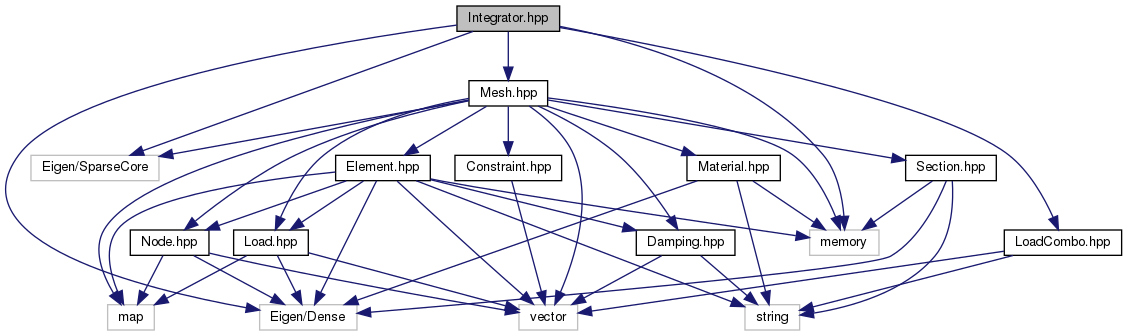 Integrator.hpp
Mesh.hpp
Eigen/SparseCore
Element.hpp
Constraint.hpp
Material.hpp
Section.hpp
Node.hpp
Load.hpp
Damping.hpp
memory
LoadCombo.hpp
map
Eigen/Dense
vector
string